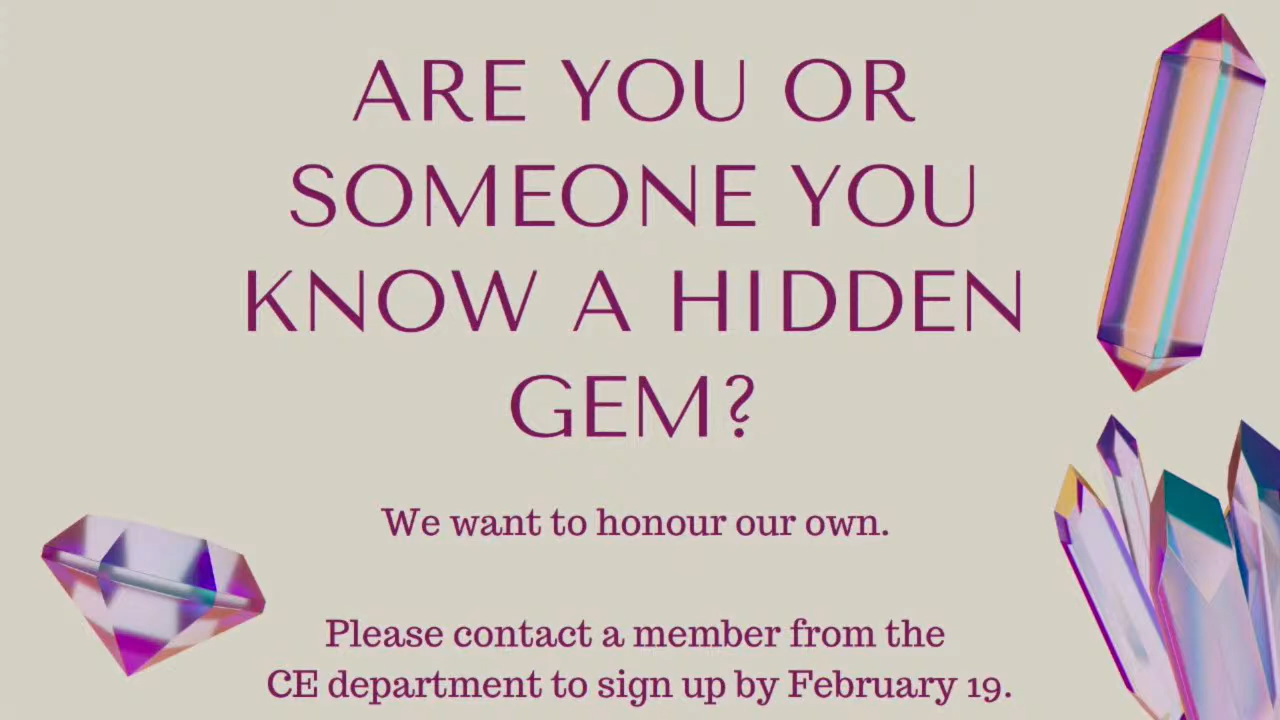 ARE YOU OR
SOMEONE YOU
KNOW A HIDDEN
GEM?
We want to honour our own.
Please contact a member from the
CE department to sign up by February 19.